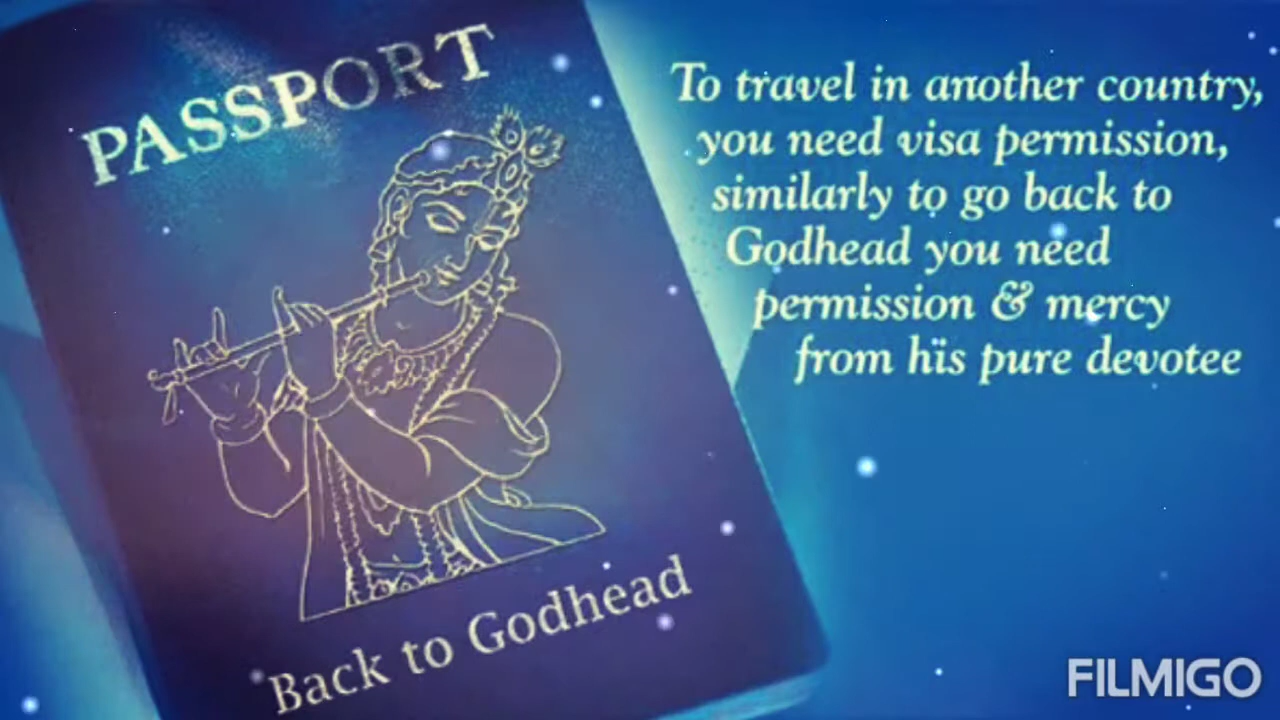 PASSPORT
Back to Godhead
To travel in another country,
you need visa permission,
similarly to go back to
Godhead you need
permission & mercy
from his pure devotee
FILMIGO